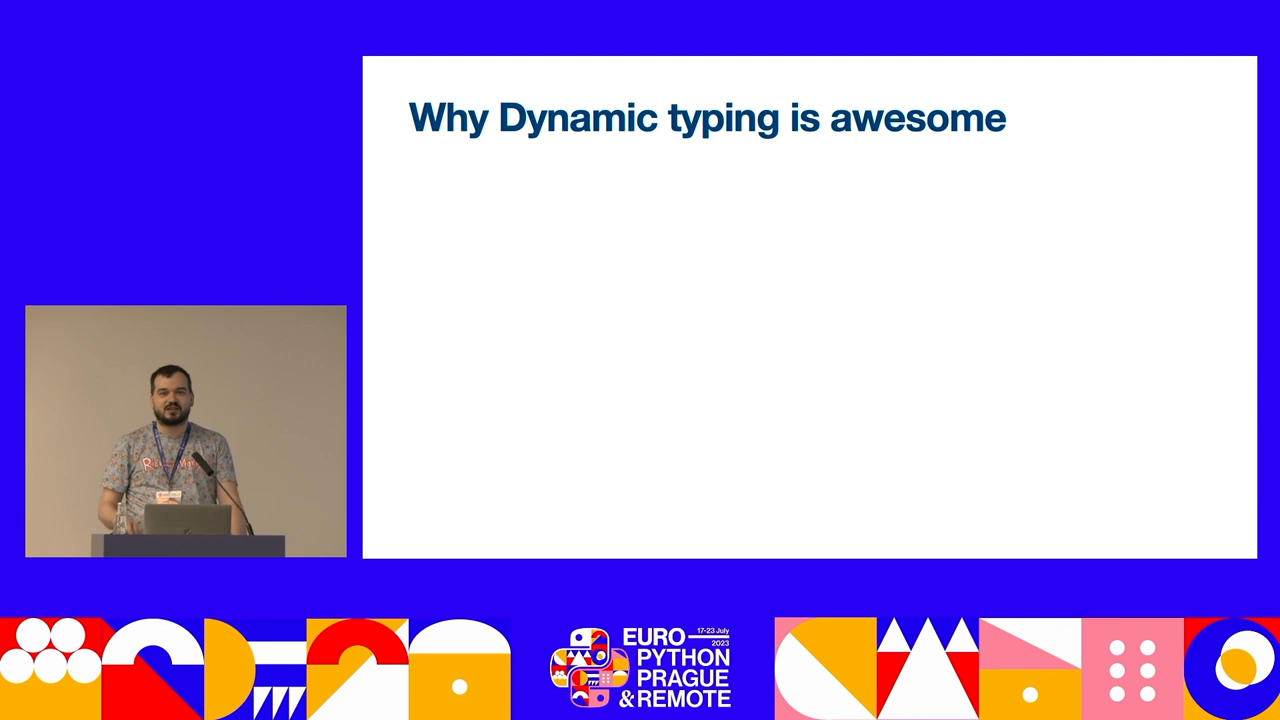 Why Dynamic typing is awesome
EURO
17-23 July
2023
PYTHON
PRAGUE
& REMOTE